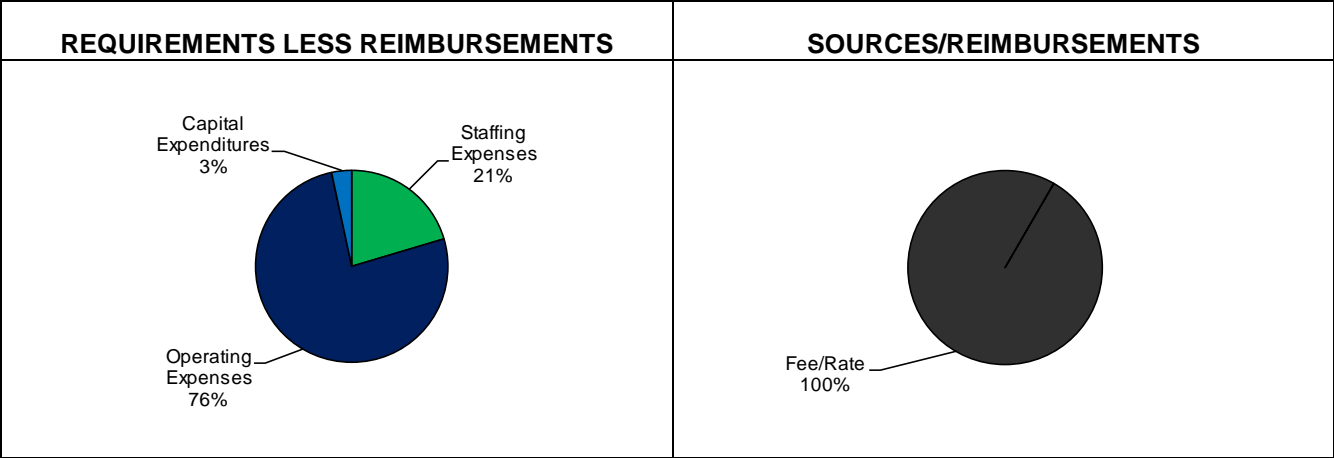 REQUIREMENTS LESS REIMBURSEMENTS
Capital
Expenditures
3%
Staffing
Expenses
21%
Operating
Expenses
76%
SOURCES/REIMBURSEMENTS
Fee/Rate
100%